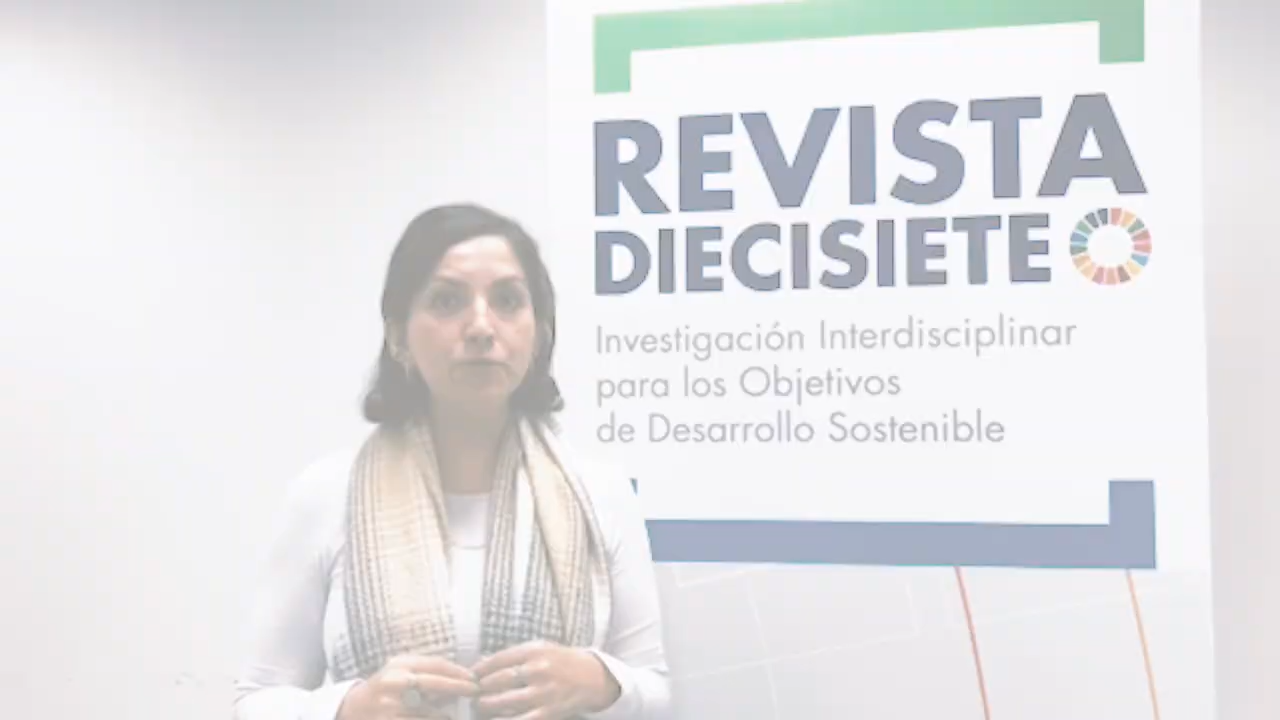 REVISTA
DIECISIETE
Investigación Interdisciplinar
para los Objetivos
de Desarrollo Sostenible